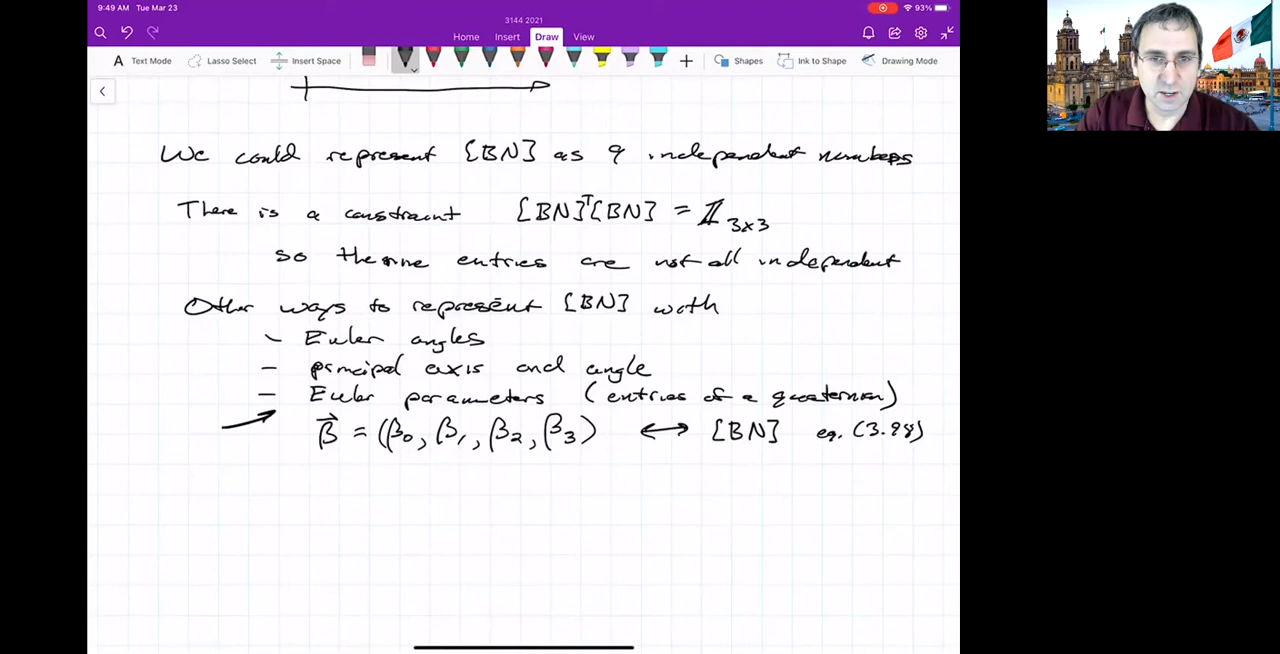 9:49 AM Tue Mar 23
93%
3144 2021
Home Insert Draw View
Text Mode Lasso Select Insert Space Shapes Ink to Shape Drawing Mode
We could represent [BN] as 9 independent numbers
There is a constraint [BN]ᵀ[BN] = 𝟙₃ₓ₃
so the nine entries are not all independent
Other ways to represent [BN] with
- Euler angles
- principal axis and angle
- Euler parameters (entries of a quaternion)
β⃗ = (β₀, β₁, β₂, β₃) ↔ [BN] eq. (3.98)